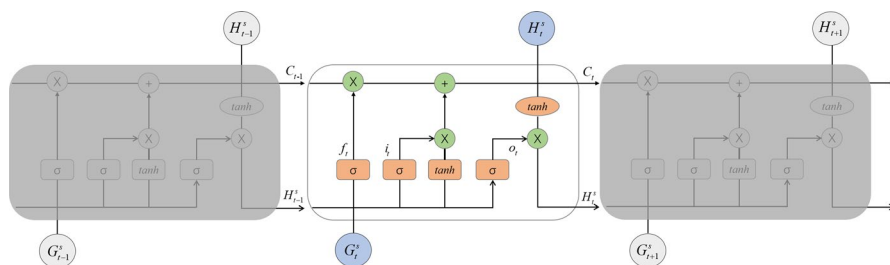 H^s_{t-1} H^s_t H^s_{t+1}
C_{t-1} C_t
X + X + X +
tanh tanh tanh
X X X X X X
f_t i_t o_t
σ σ tanh σ σ σ tanh σ σ σ tanh σ
H^s_{t-1} H^s_t
G^s_{t-1} G^s_t G^s_{t+1}